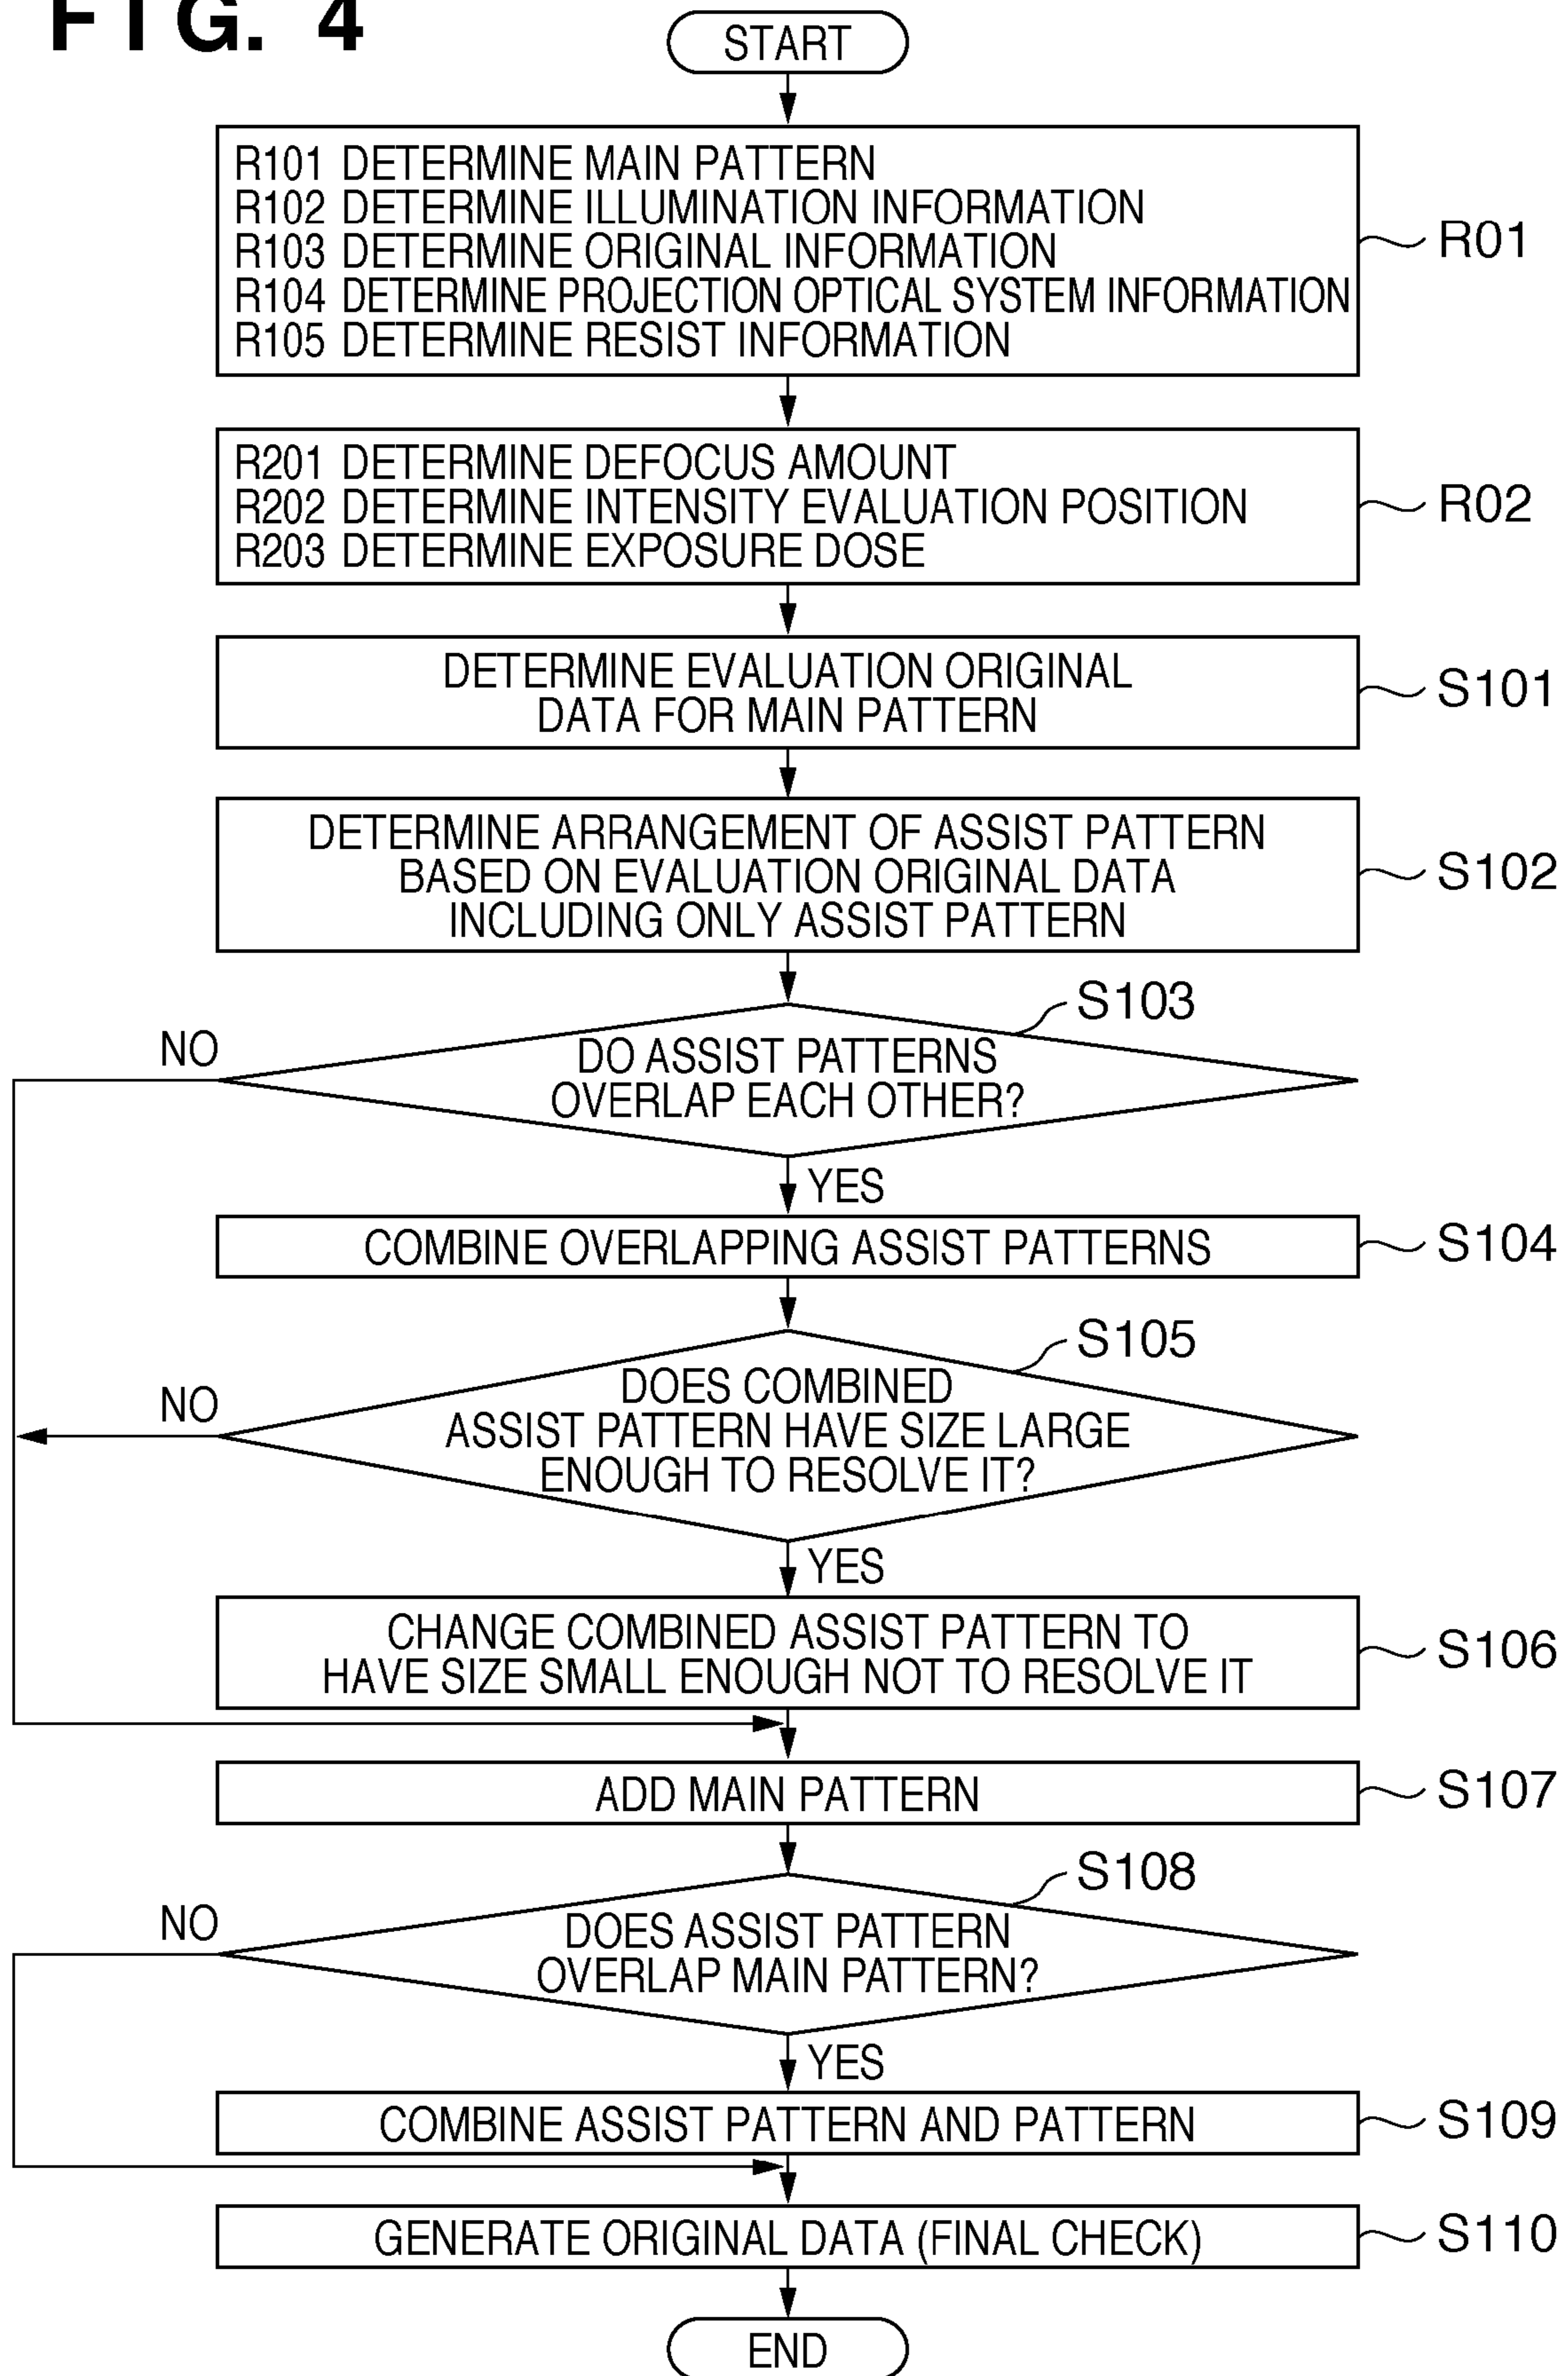 FIG. 4
START
R101 DETERMINE MAIN PATTERN
R102 DETERMINE ILLUMINATION INFORMATION
R103 DETERMINE ORIGINAL INFORMATION
R104 DETERMINE PROJECTION OPTICAL SYSTEM INFORMATION
R105 DETERMINE RESIST INFORMATION
R01
R201 DETERMINE DEFOCUS AMOUNT
R202 DETERMINE INTENSITY EVALUATION POSITION
R203 DETERMINE EXPOSURE DOSE
R02
DETERMINE EVALUATION ORIGINAL
DATA FOR MAIN PATTERN
S101
DETERMINE ARRANGEMENT OF ASSIST PATTERN
BASED ON EVALUATION ORIGINAL DATA
INCLUDING ONLY ASSIST PATTERN
S102
S103
NO
DO ASSIST PATTERNS
OVERLAP EACH OTHER?
YES
COMBINE OVERLAPPING ASSIST PATTERNS
S104
S105
NO
DOES COMBINED
ASSIST PATTERN HAVE SIZE LARGE
ENOUGH TO RESOLVE IT?
YES
CHANGE COMBINED ASSIST PATTERN TO
HAVE SIZE SMALL ENOUGH NOT TO RESOLVE IT
S106
ADD MAIN PATTERN
S107
S108
NO
DOES ASSIST PATTERN
OVERLAP MAIN PATTERN?
YES
COMBINE ASSIST PATTERN AND PATTERN
S109
GENERATE ORIGINAL DATA (FINAL CHECK)
S110
END